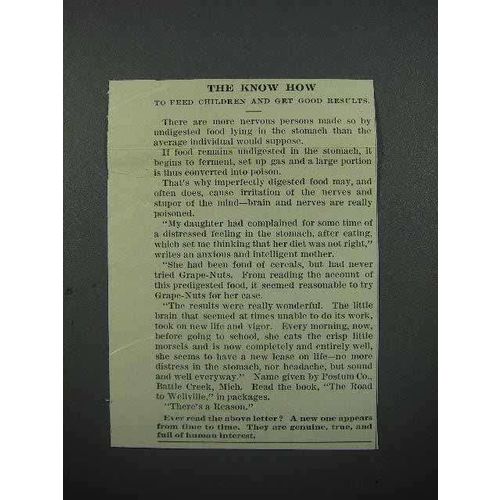 THE KNOW HOW
TO FEED CHILDREN AND GET GOOD RESULTS.
There are more nervous persons made so by
undigested food lying in the stomach than the
average individual would suppose.
If food remains undigested in the stomach, it
begins to ferment, set up gas and a large portion
is thus converted into poison.
That's why imperfectly digested food may, and
often does, cause irritation of the nerves and
stupor of the mind—brain and nerves are really
poisoned.
"My daughter had complained for some time of
a distressed feeling in the stomach, after eating,
which set me thinking that her diet was not right,"
writes an anxious and intelligent mother.
"She had been fond of cereals, but had never
tried Grape-Nuts. From reading the account of
this predigested food, it seemed reasonable to try
Grape-Nuts for her case.
"The results were really wonderful. The little
brain that seemed at times unable to do its work,
took on new life and vigor. Every morning, now,
before going to school, she eats the crisp little
morsels and is now completely and entirely well,
she seems to have a new lease on life—no more
distress in the stomach, nor headache, but sound
and well everyway." Name given by Postum Co.,
Battle Creek, Mich. Read the book, "The Road
to Wellville," in packages.
"There's a Reason."
Ever read the above letter? A new one appears
from time to time. They are genuine, true, and
full of human interest.